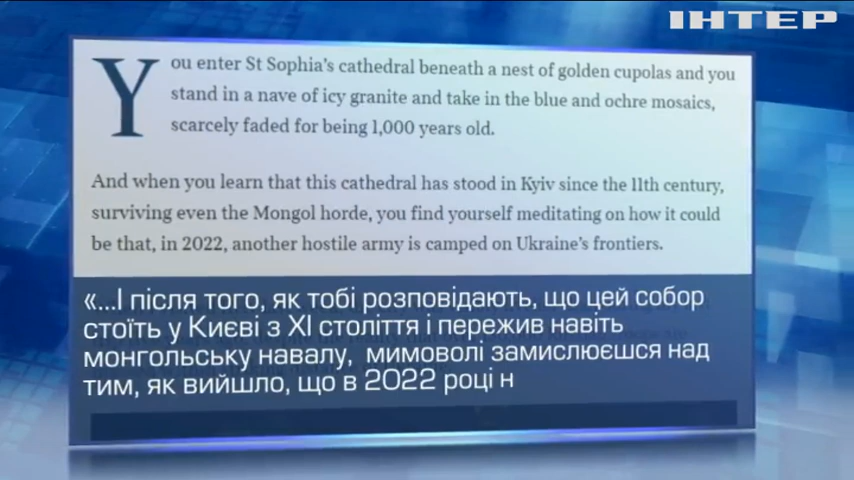 ІНТЕР
You enter St Sophia's cathedral beneath a nest of golden cupolas and you
stand in a nave of icy granite and take in the blue and ochre mosaics,
scarcely faded for being 1,000 years old.
And when you learn that this cathedral has stood in Kyiv since the 11th century,
surviving even the Mongol horde, you find yourself meditating on how it could
be that, in 2022, another hostile army is camped on Ukraine's frontiers.
«...І після того, як тобі розповідають, що цей собор
стоїть у Києві з XI століття і пережив навіть
монгольську навалу, мимоволі замислюєшся над
тим, як вийшло, що в 2022 році н